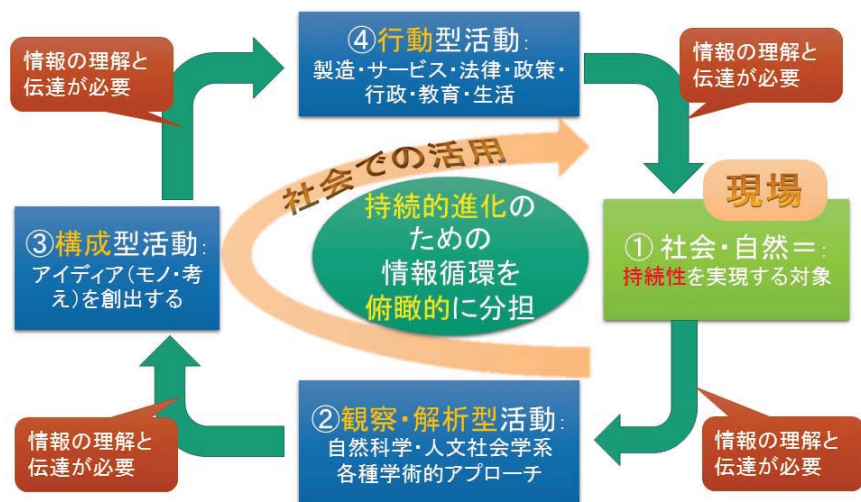 ④行動型活動：
製造・サービス・法律・政策・
行政・教育・生活
情報の理解と
伝達が必要
情報の理解と
伝達が必要
社会での活用
現場
① 社会・自然＝：
持続性を実現する対象
持続的進化の
ための
情報循環を
俯瞰的に分担
③構成型活動：
アイディア（モノ・考
え）を創出する
②観察・解析型活動：
自然科学・人文社会学系
各種学術的アプローチ
情報の理解と
伝達が必要
情報の理解と
伝達が必要